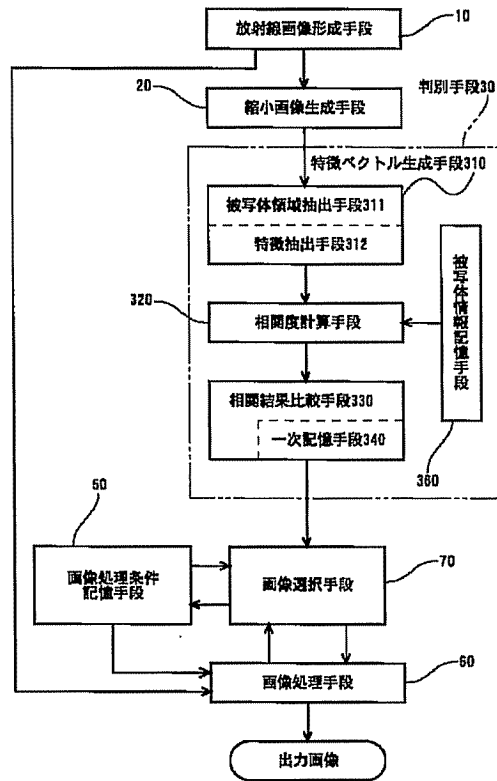 放射線画像形成手段
10
20
縮小画像生成手段
判別手段30
特徴ベクトル生成手段310
被写体領域抽出手段311
特徴抽出手段312
320
相関度計算手段
被写体情報記憶手段
相関結果比較手段330
一次記憶手段340
360
50
画像処理条件
記憶手段
画像選択手段
70
画像処理手段
60
出力画像